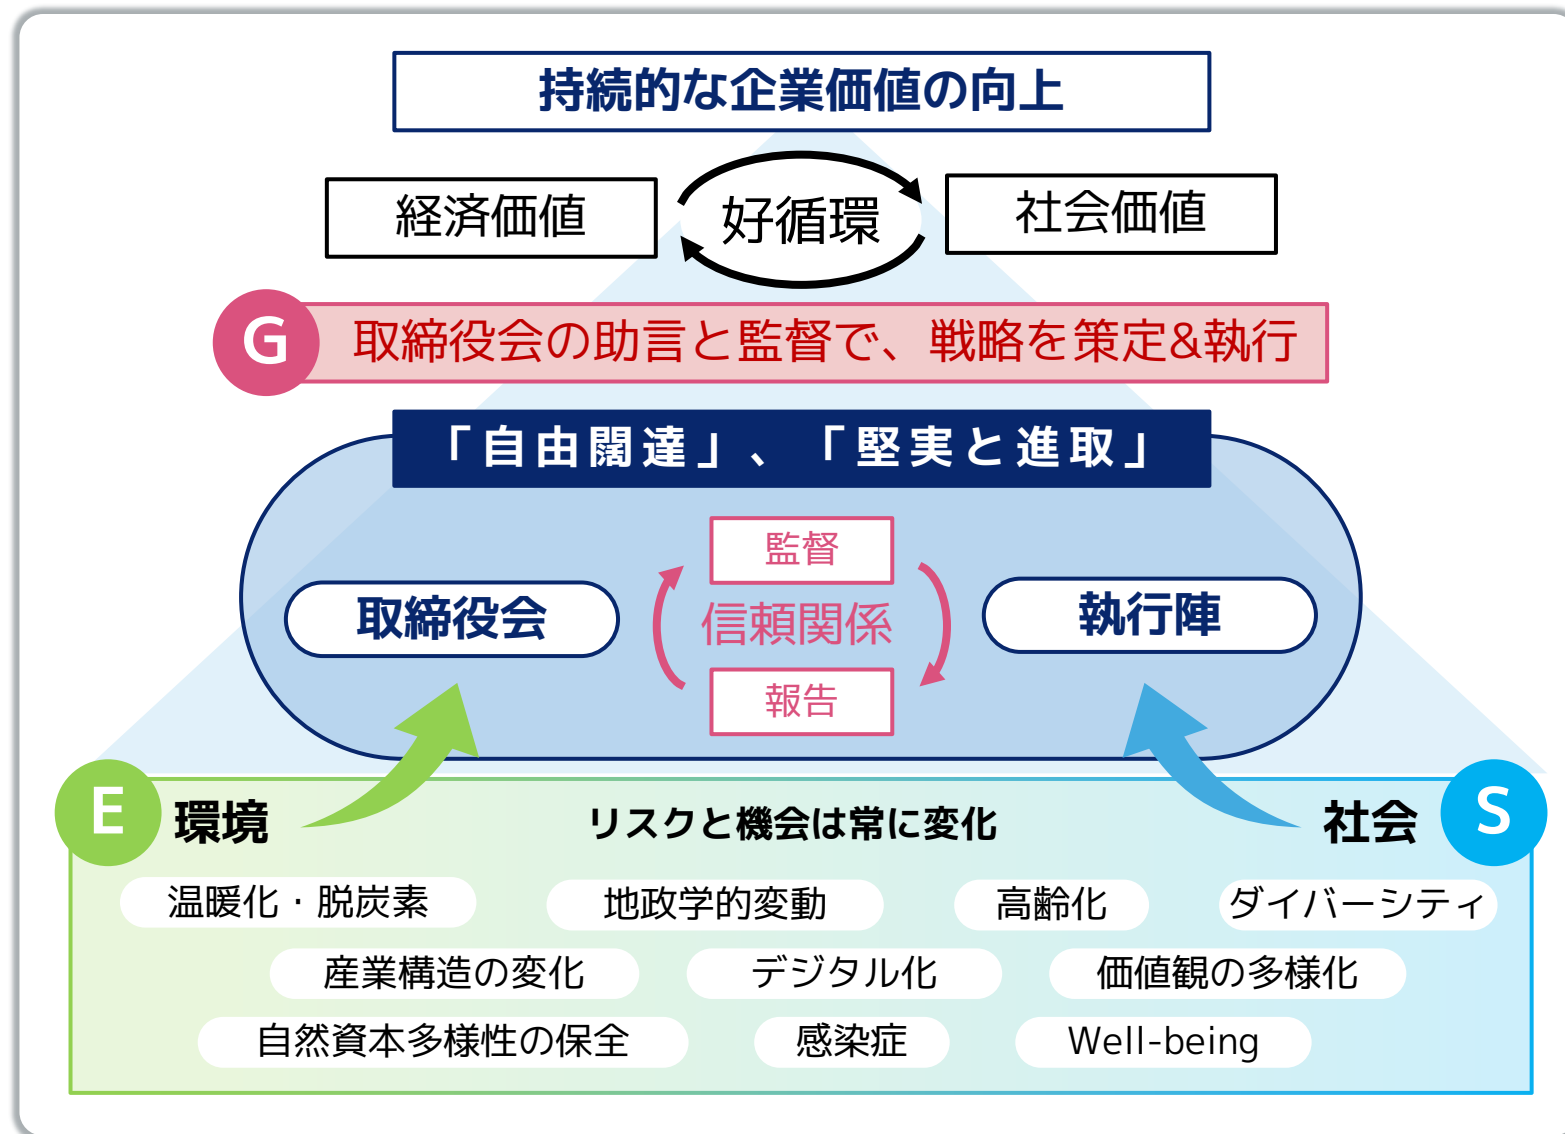 持続的な企業価値の向上
経済価値
好循環
社会価値
G
取締役会の助言と監督で、戦略を策定&執行
「自由闊達」、「堅実と進取」
監督
取締役会
信頼関係
執行陣
報告
E
環境
リスクと機会は常に変化
社会
S
温暖化・脱炭素
地政学的変動
高齢化
ダイバーシティ
産業構造の変化
デジタル化
価値観の多様化
自然資本多様性の保全
感染症
Well-being